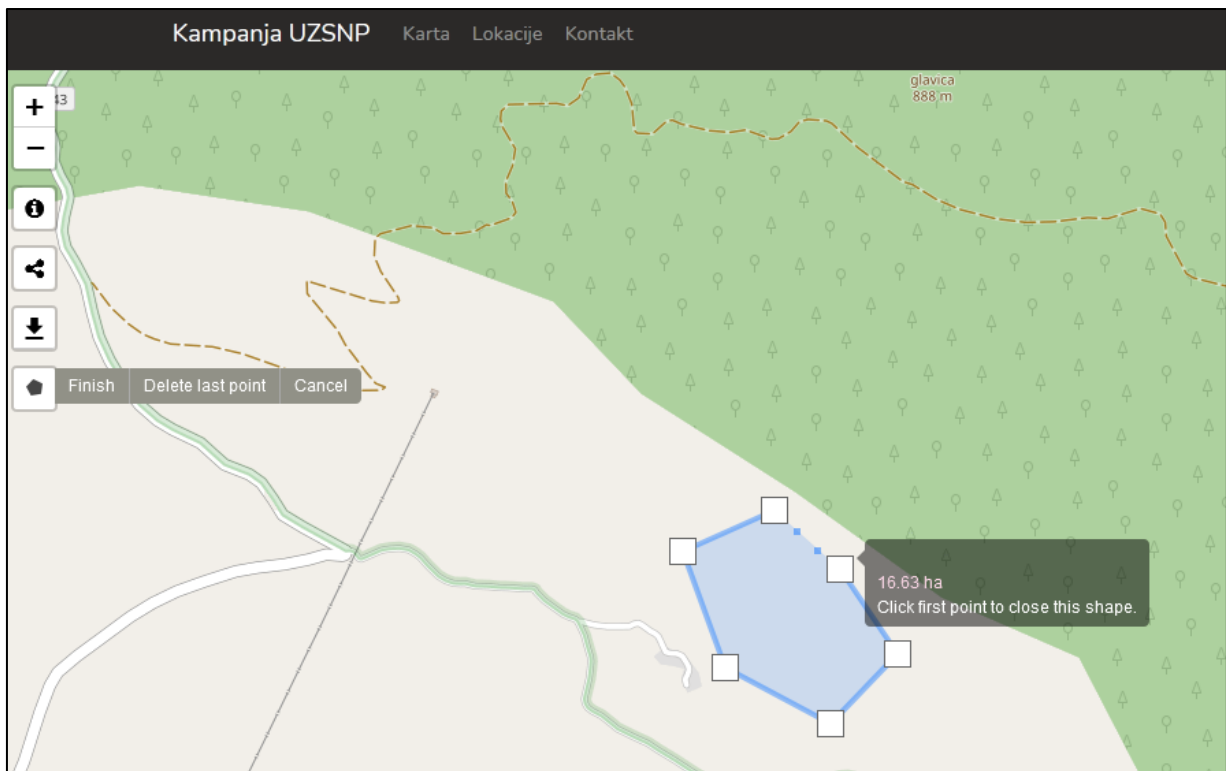 Kampanja UZSNP Karta Lokacije Kontakt
glavica
888 m
+
43
−
Finish Delete last point Cancel
16.63 ha
Click first point to close this shape.